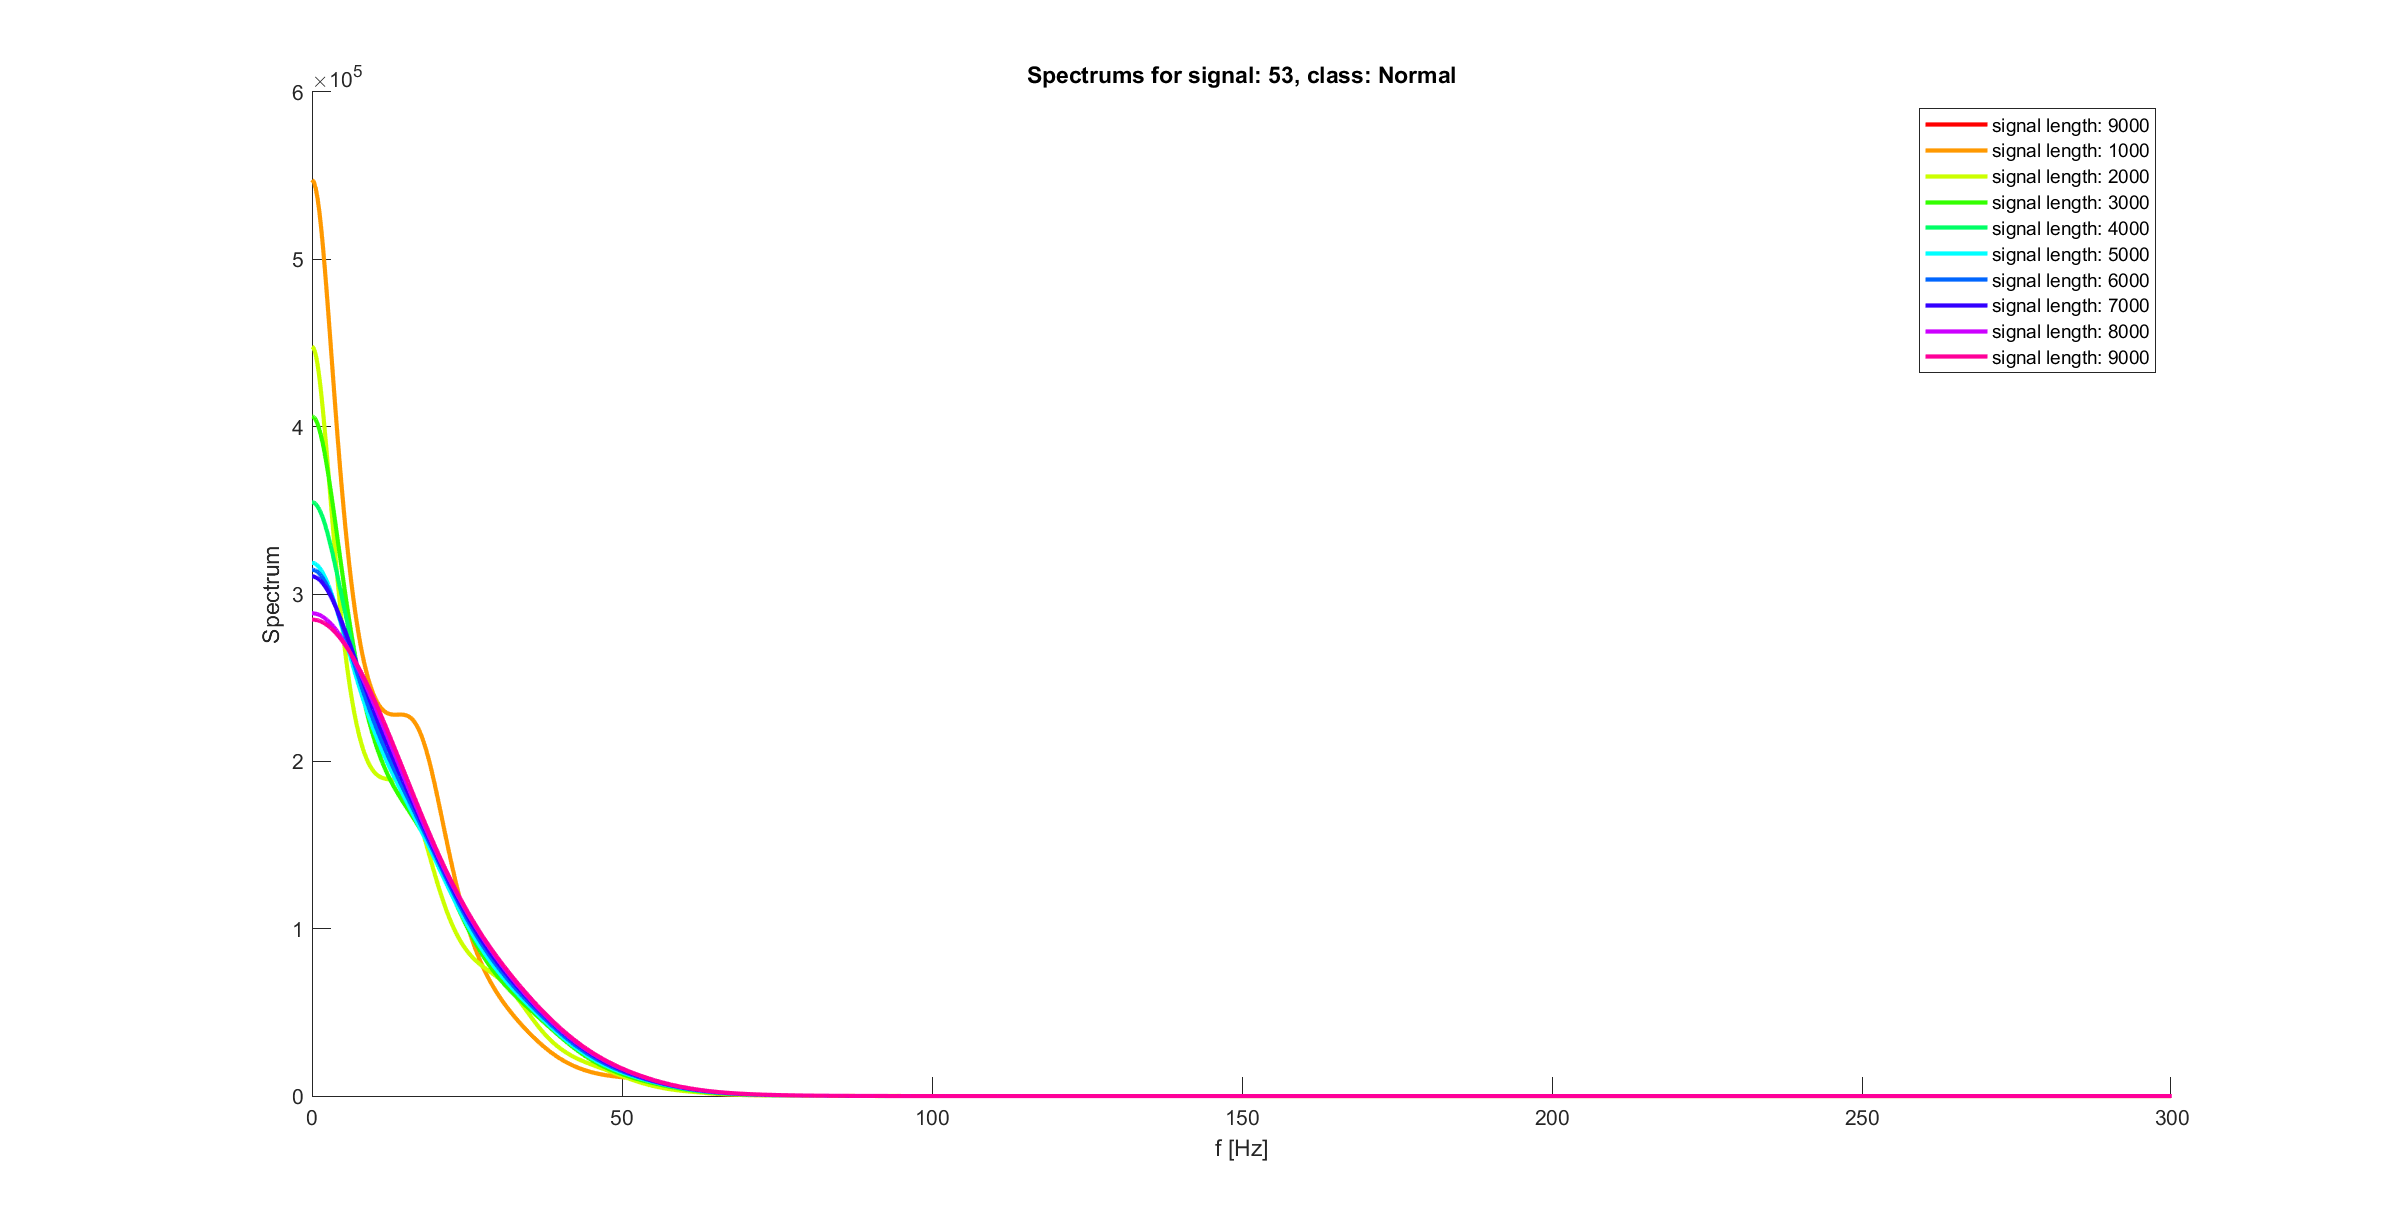 Spectrums for signal: 53, class: Normal
×10^5
6
5
4
3
2
1
0
Spectrum
0 50 100 150 200 250 300
f [Hz]
signal length: 9000
signal length: 1000
signal length: 2000
signal length: 3000
signal length: 4000
signal length: 5000
signal length: 6000
signal length: 7000
signal length: 8000
signal length: 9000